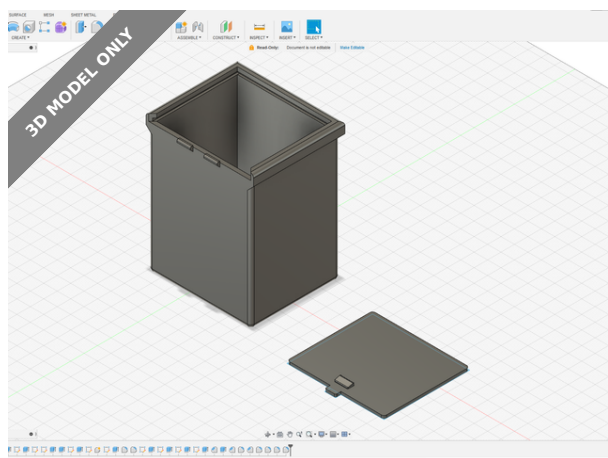 SURFACE MESH SHEET METAL
CREATE ▾ ASSEMBLE ▾ CONSTRUCT ▾ INSPECT ▾ INSERT ▾ SELECT ▾
Read-Only: Document is not editable Make Editable
3D MODEL ONLY